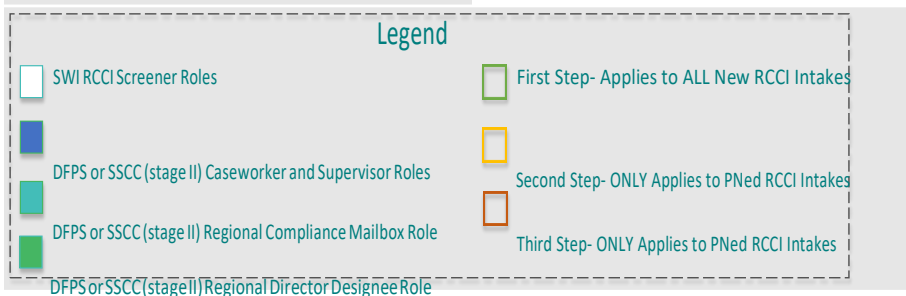 Legend
SWI RCCI Screener Roles
First Step- Applies to ALL New RCCI Intakes
DFPS or SSCC (stage II) Caseworker and Supervisor Roles
Second Step- ONLY Applies to PNed RCCI Intakes
DFPS or SSCC (stage II) Regional Compliance Mailbox Role
Third Step- ONLY Applies to PNed RCCI Intakes
DFPS or SSCC (stage II) Regional Director Designee Role